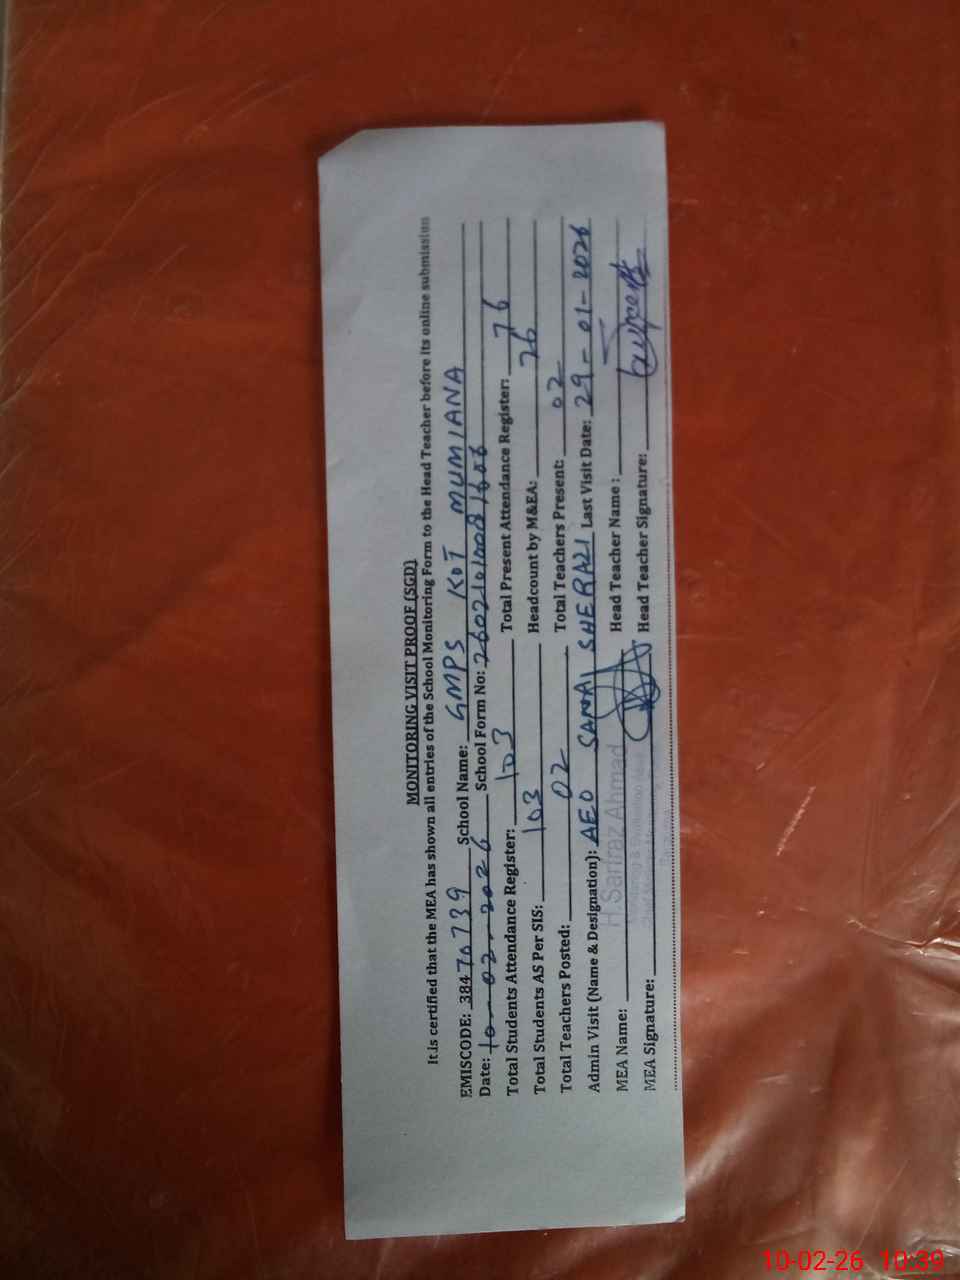 MONITORING VISIT PROOF (SGD)
It is certified that the MEA has shown all entries of the School Monitoring Form to the Head Teacher before its online submission
EMISCODE: 38470739 School Name: GMPS KOT MUMIANA
Date: 10-02-2026 School Form No: 26021010081606
Total Students Attendance Register: 103 Total Present Attendance Register: 76
Total Students AS Per SIS: 103 Headcount by M&EA: 76
Total Teachers Posted: 02 Total Teachers Present: 02
Admin Visit (Name & Designation): AEO SHERAZI Last Visit Date: 29-01-2026
MEA Name: H Sarfraz Ahmad Head Teacher Name:
MEA Signature: Head Teacher Signature:
10-02-26 10:39